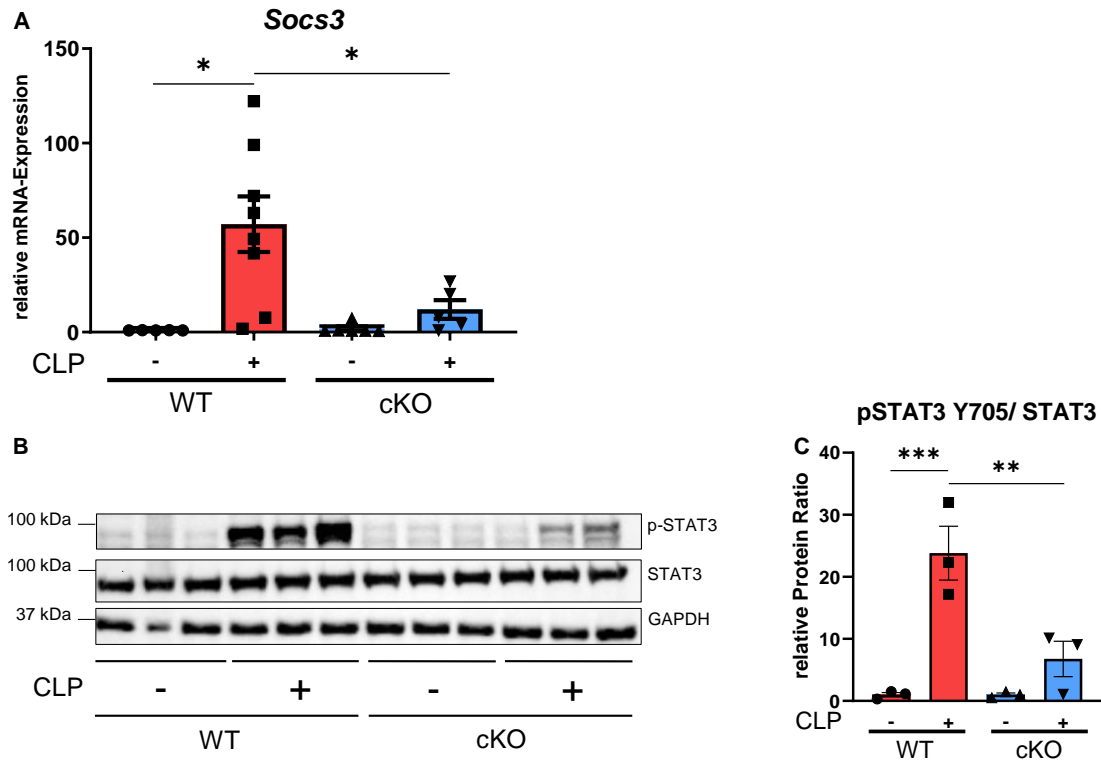 A
Socs3
relative mRNA-Expression
150
100
50
0
* *
CLP - + - +
WT cKO
B
100 kDa p-STAT3
100 kDa STAT3
37 kDa GAPDH
CLP - + - +
WT cKO
pSTAT3 Y705/ STAT3
C
relative Protein Ratio
40
30
20
10
0
*** **
CLP - + - +
WT cKO